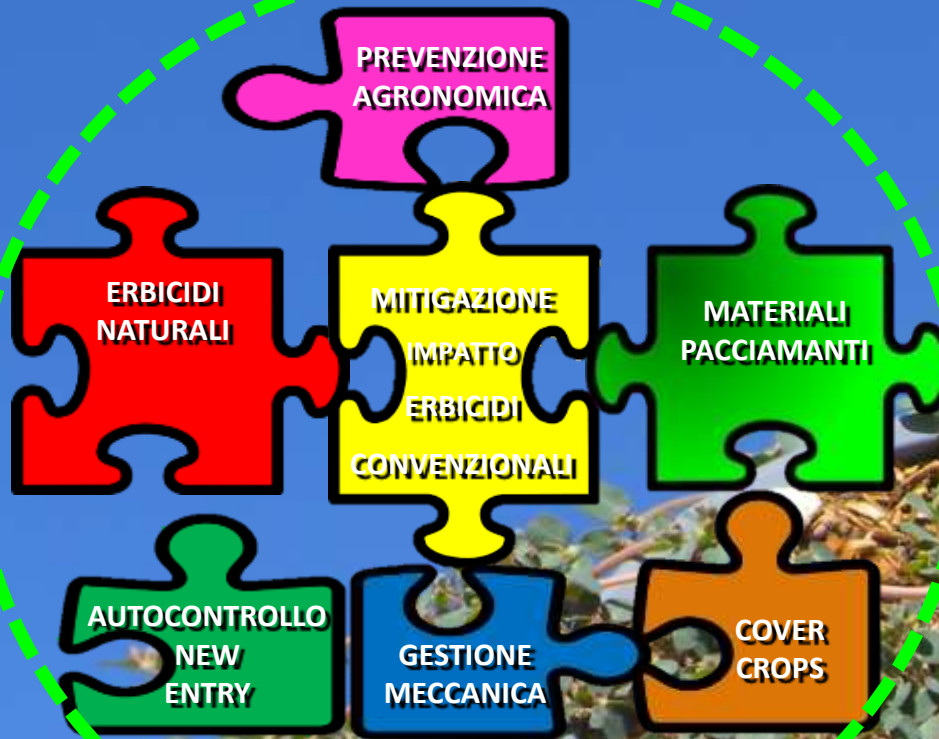 PREVENZIONE
AGRONOMICA
ERBICIDI
NATURALI
MITIGAZIONE
IMPATTO
ERBICIDI
CONVENZIONALI
MATERIALI
PACCIAMANTI
AUTOCONTROLLO
NEW
ENTRY
GESTIONE
MECCANICA
COVER
CROPS